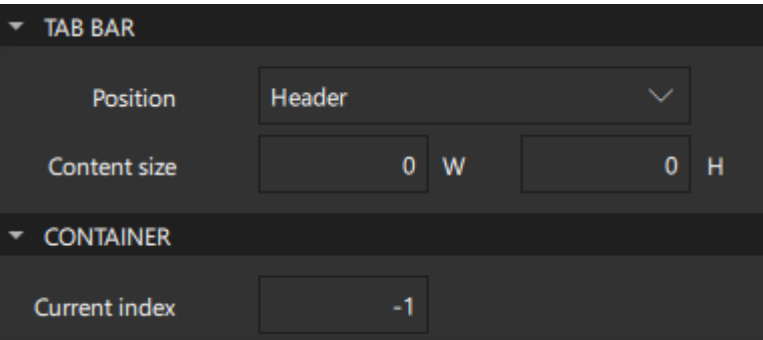 TAB BAR
Position Header
Content size 0 W 0 H
CONTAINER
Current index -1